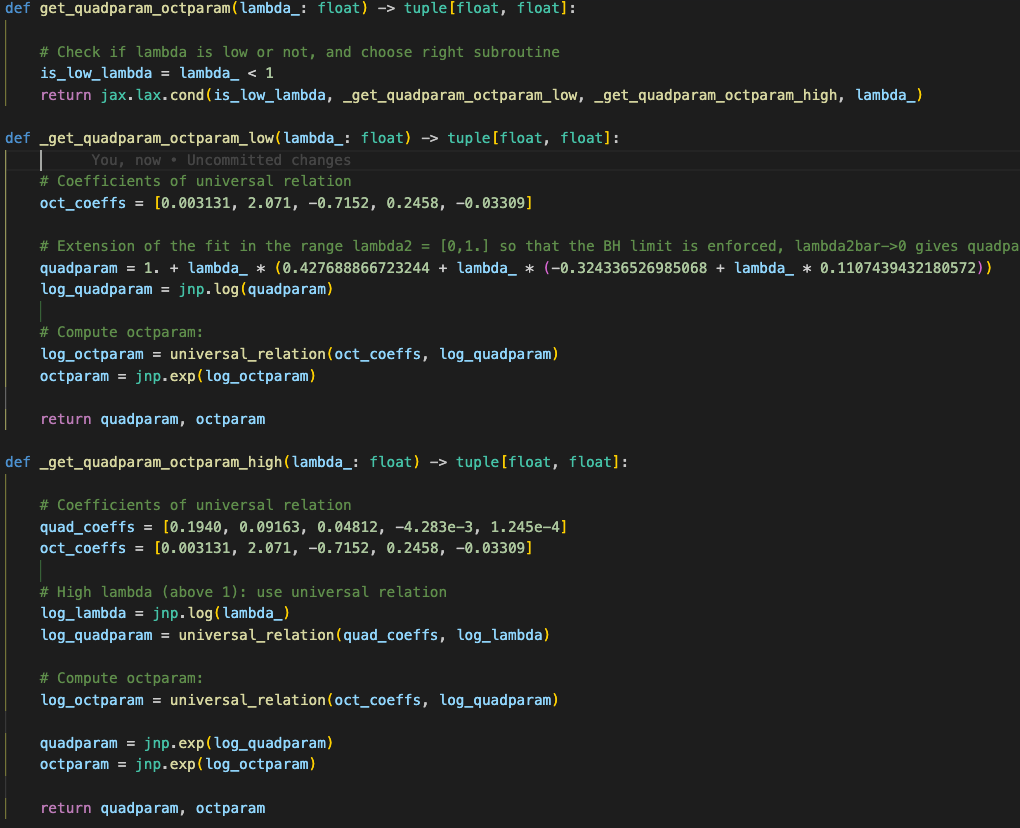 def get_quadparam_octparam(lambda_: float) -> tuple[float, float]:
# Check if lambda is low or not, and choose right subroutine
is_low_lambda = lambda_ < 1
return jax.lax.cond(is_low_lambda, _get_quadparam_octparam_low, _get_quadparam_octparam_high, lambda_)
def _get_quadparam_octparam_low(lambda_: float) -> tuple[float, float]:
You, now • Uncommitted changes
# Coefficients of universal relation
oct_coeffs = [0.003131, 2.071, -0.7152, 0.2458, -0.03309]
# Extension of the fit in the range lambda2 = [0,1.] so that the BH limit is enforced, lambda2bar->0 gives quadpa
quadparam = 1. + lambda_ * (0.427688866723244 + lambda_ * (-0.324336526985068 + lambda_ * 0.1107439432180572))
log_quadparam = jnp.log(quadparam)
# Compute octparam:
log_octparam = universal_relation(oct_coeffs, log_quadparam)
octparam = jnp.exp(log_octparam)
return quadparam, octparam
def _get_quadparam_octparam_high(lambda_: float) -> tuple[float, float]:
# Coefficients of universal relation
quad_coeffs = [0.1940, 0.09163, 0.04812, -4.283e-3, 1.245e-4]
oct_coeffs = [0.003131, 2.071, -0.7152, 0.2458, -0.03309]
# High lambda (above 1): use universal relation
log_lambda = jnp.log(lambda_)
log_quadparam = universal_relation(quad_coeffs, log_lambda)
# Compute octparam:
log_octparam = universal_relation(oct_coeffs, log_quadparam)
quadparam = jnp.exp(log_quadparam)
octparam = jnp.exp(log_octparam)
return quadparam, octparam